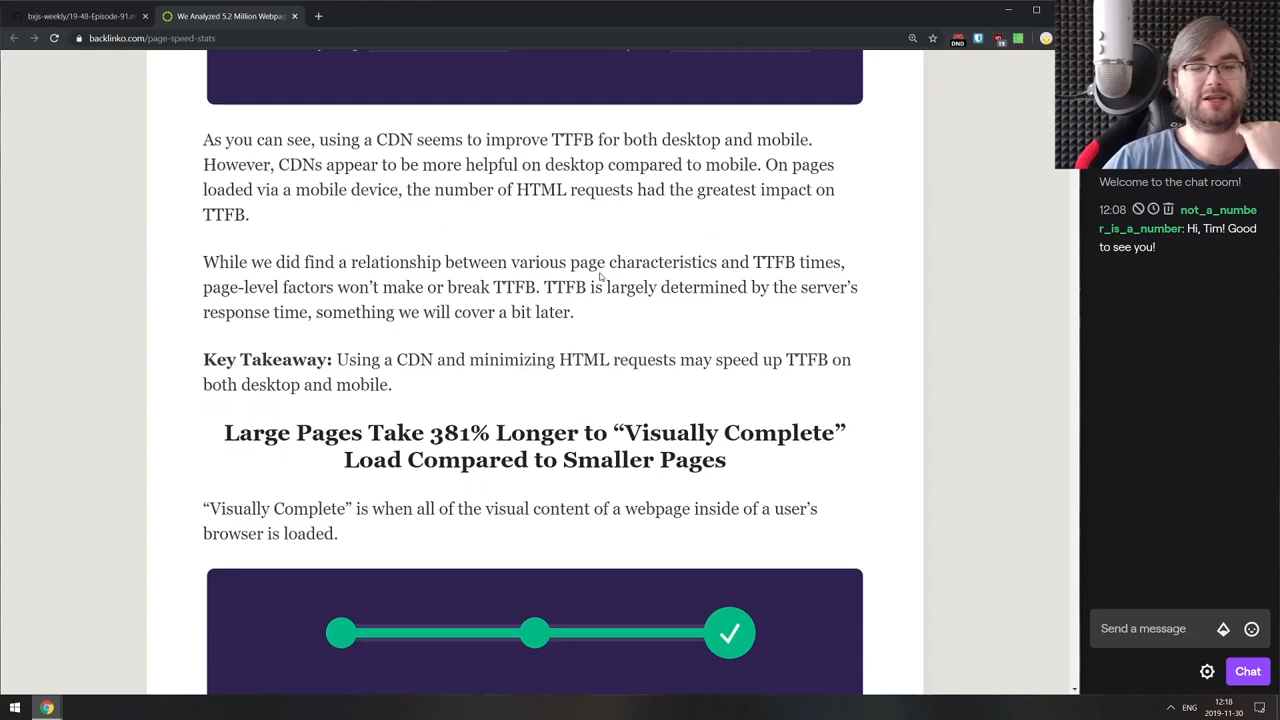 bxjs-weekly/19-48-Episode-91.m
We Analyzed 5.2 Million Webpag
backlinko.com/page-speed-stats
DND
19
As you can see, using a CDN seems to improve TTFB for both desktop and mobile.
However, CDNs appear to be more helpful on desktop compared to mobile. On pages
loaded via a mobile device, the number of HTML requests had the greatest impact on
TTFB.
While we did find a relationship between various page characteristics and TTFB times,
page-level factors won’t make or break TTFB. TTFB is largely determined by the server’s
response time, something we will cover a bit later.
Key Takeaway: Using a CDN and minimizing HTML requests may speed up TTFB on
both desktop and mobile.
Large Pages Take 381% Longer to “Visually Complete”
Load Compared to Smaller Pages
“Visually Complete” is when all of the visual content of a webpage inside of a user’s
browser is loaded.
Welcome to the chat room!
12:08 not_a_numbe
r_is_a_number: Hi, Tim! Good
to see you!
Send a message
Chat
ENG
12:18
2019-11-30